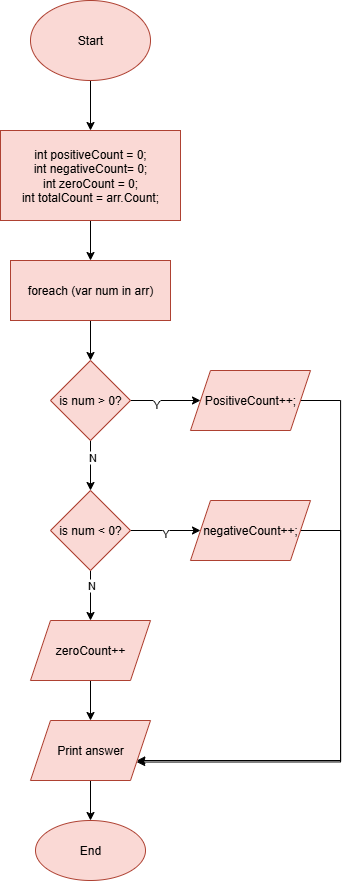 Start
int positiveCount = 0;
int negativeCount= 0;
int zeroCount = 0;
int totalCount = arr.Count;
foreach (var num in arr)
is num > 0?
Y
PositiveCount++;
N
is num < 0?
Y
negativeCount++;
N
zeroCount++
Print answer
End